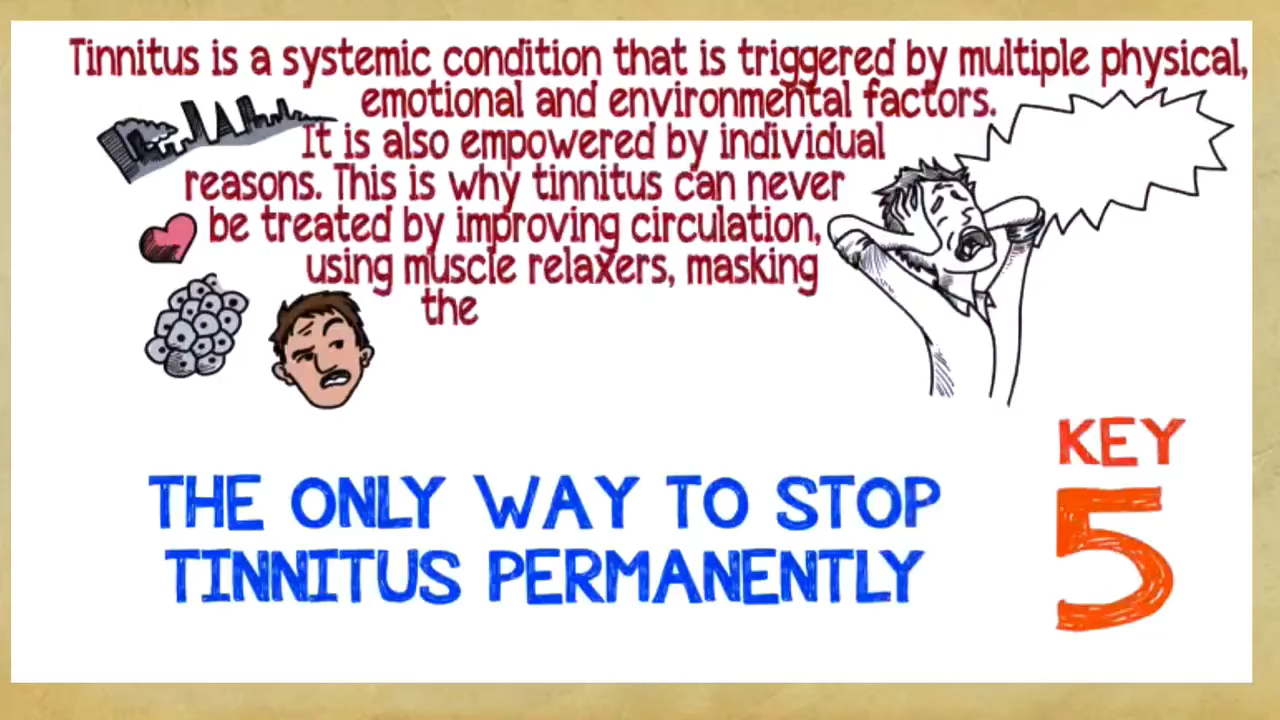 Tinnitus is a systemic condition that is triggered by multiple physical,
emotional and environmental factors.
It is also empowered by individual
reasons. This is why tinnitus can never
be treated by improving circulation,
using muscle relaxers, masking
the
KEY
5
THE ONLY WAY TO STOP
TINNITUS PERMANENTLY